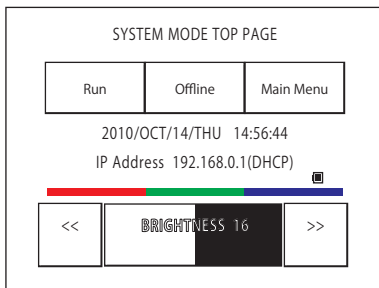 SYSTEM MODE TOP PAGE
Run Offline Main Menu
2010/OCT/14/THU 14:56:44
IP Address 192.168.0.1(DHCP)
<< BRIGHTNESS 16 >>